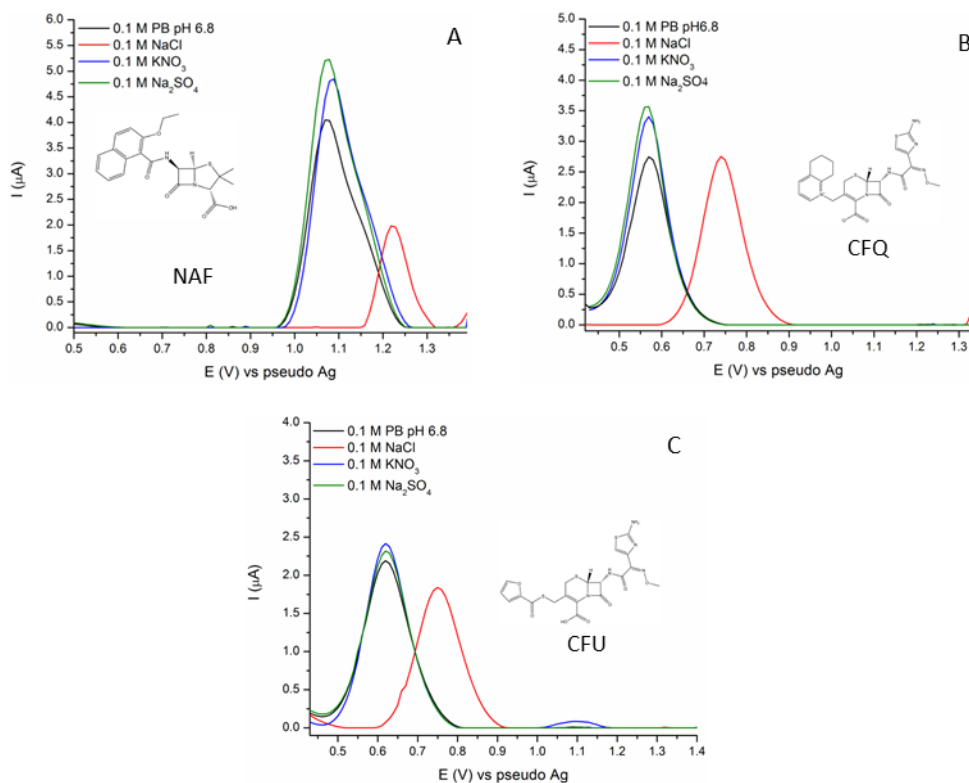 A
0.1 M PB pH 6.8
0.1 M NaCl
0.1 M KNO3
0.1 M Na2SO4
6.0
5.5
5.0
4.5
4.0
3.5
3.0
2.5
2.0
1.5
1.0
0.5
0.0
I (µA)
NAF
0.5 0.6 0.7 0.8 0.9 1.0 1.1 1.2 1.3
E (V) vs pseudo Ag
B
0.1 M PB pH6.8
0.1 M NaCl
0.1 M KNO3
0.1 M Na2SO4
5.0
4.5
4.0
3.5
3.0
2.5
2.0
1.5
1.0
0.5
0.0
I (µA)
CFQ
0.5 0.6 0.7 0.8 0.9 1.0 1.1 1.2 1.3
E (V) vs pseudo Ag
C
0.1 M PB pH 6.8
0.1 M NaCl
0.1 M KNO3
0.1 M Na2SO4
4.0
3.5
3.0
2.5
2.0
1.5
1.0
0.5
0.0
I (µA)
CFU
0.5 0.6 0.7 0.8 0.9 1.0 1.1 1.2 1.3 1.4
E (V) vs pseudo Ag